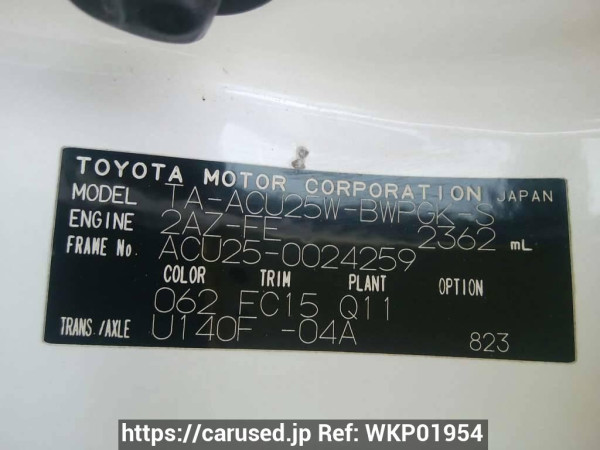 TOYOTA MOTOR CORPORATION JAPAN
MODEL TA-ACU25W-BWPGK-S
ENGINE 2AZ-FE 2362 mL
FRAME No. ACU25-0024259
COLOR TRIM PLANT OPTION
062 FC15 Q11
TRANS./AXLE U140F -04A 823
https://carused.jp Ref: WKP01954